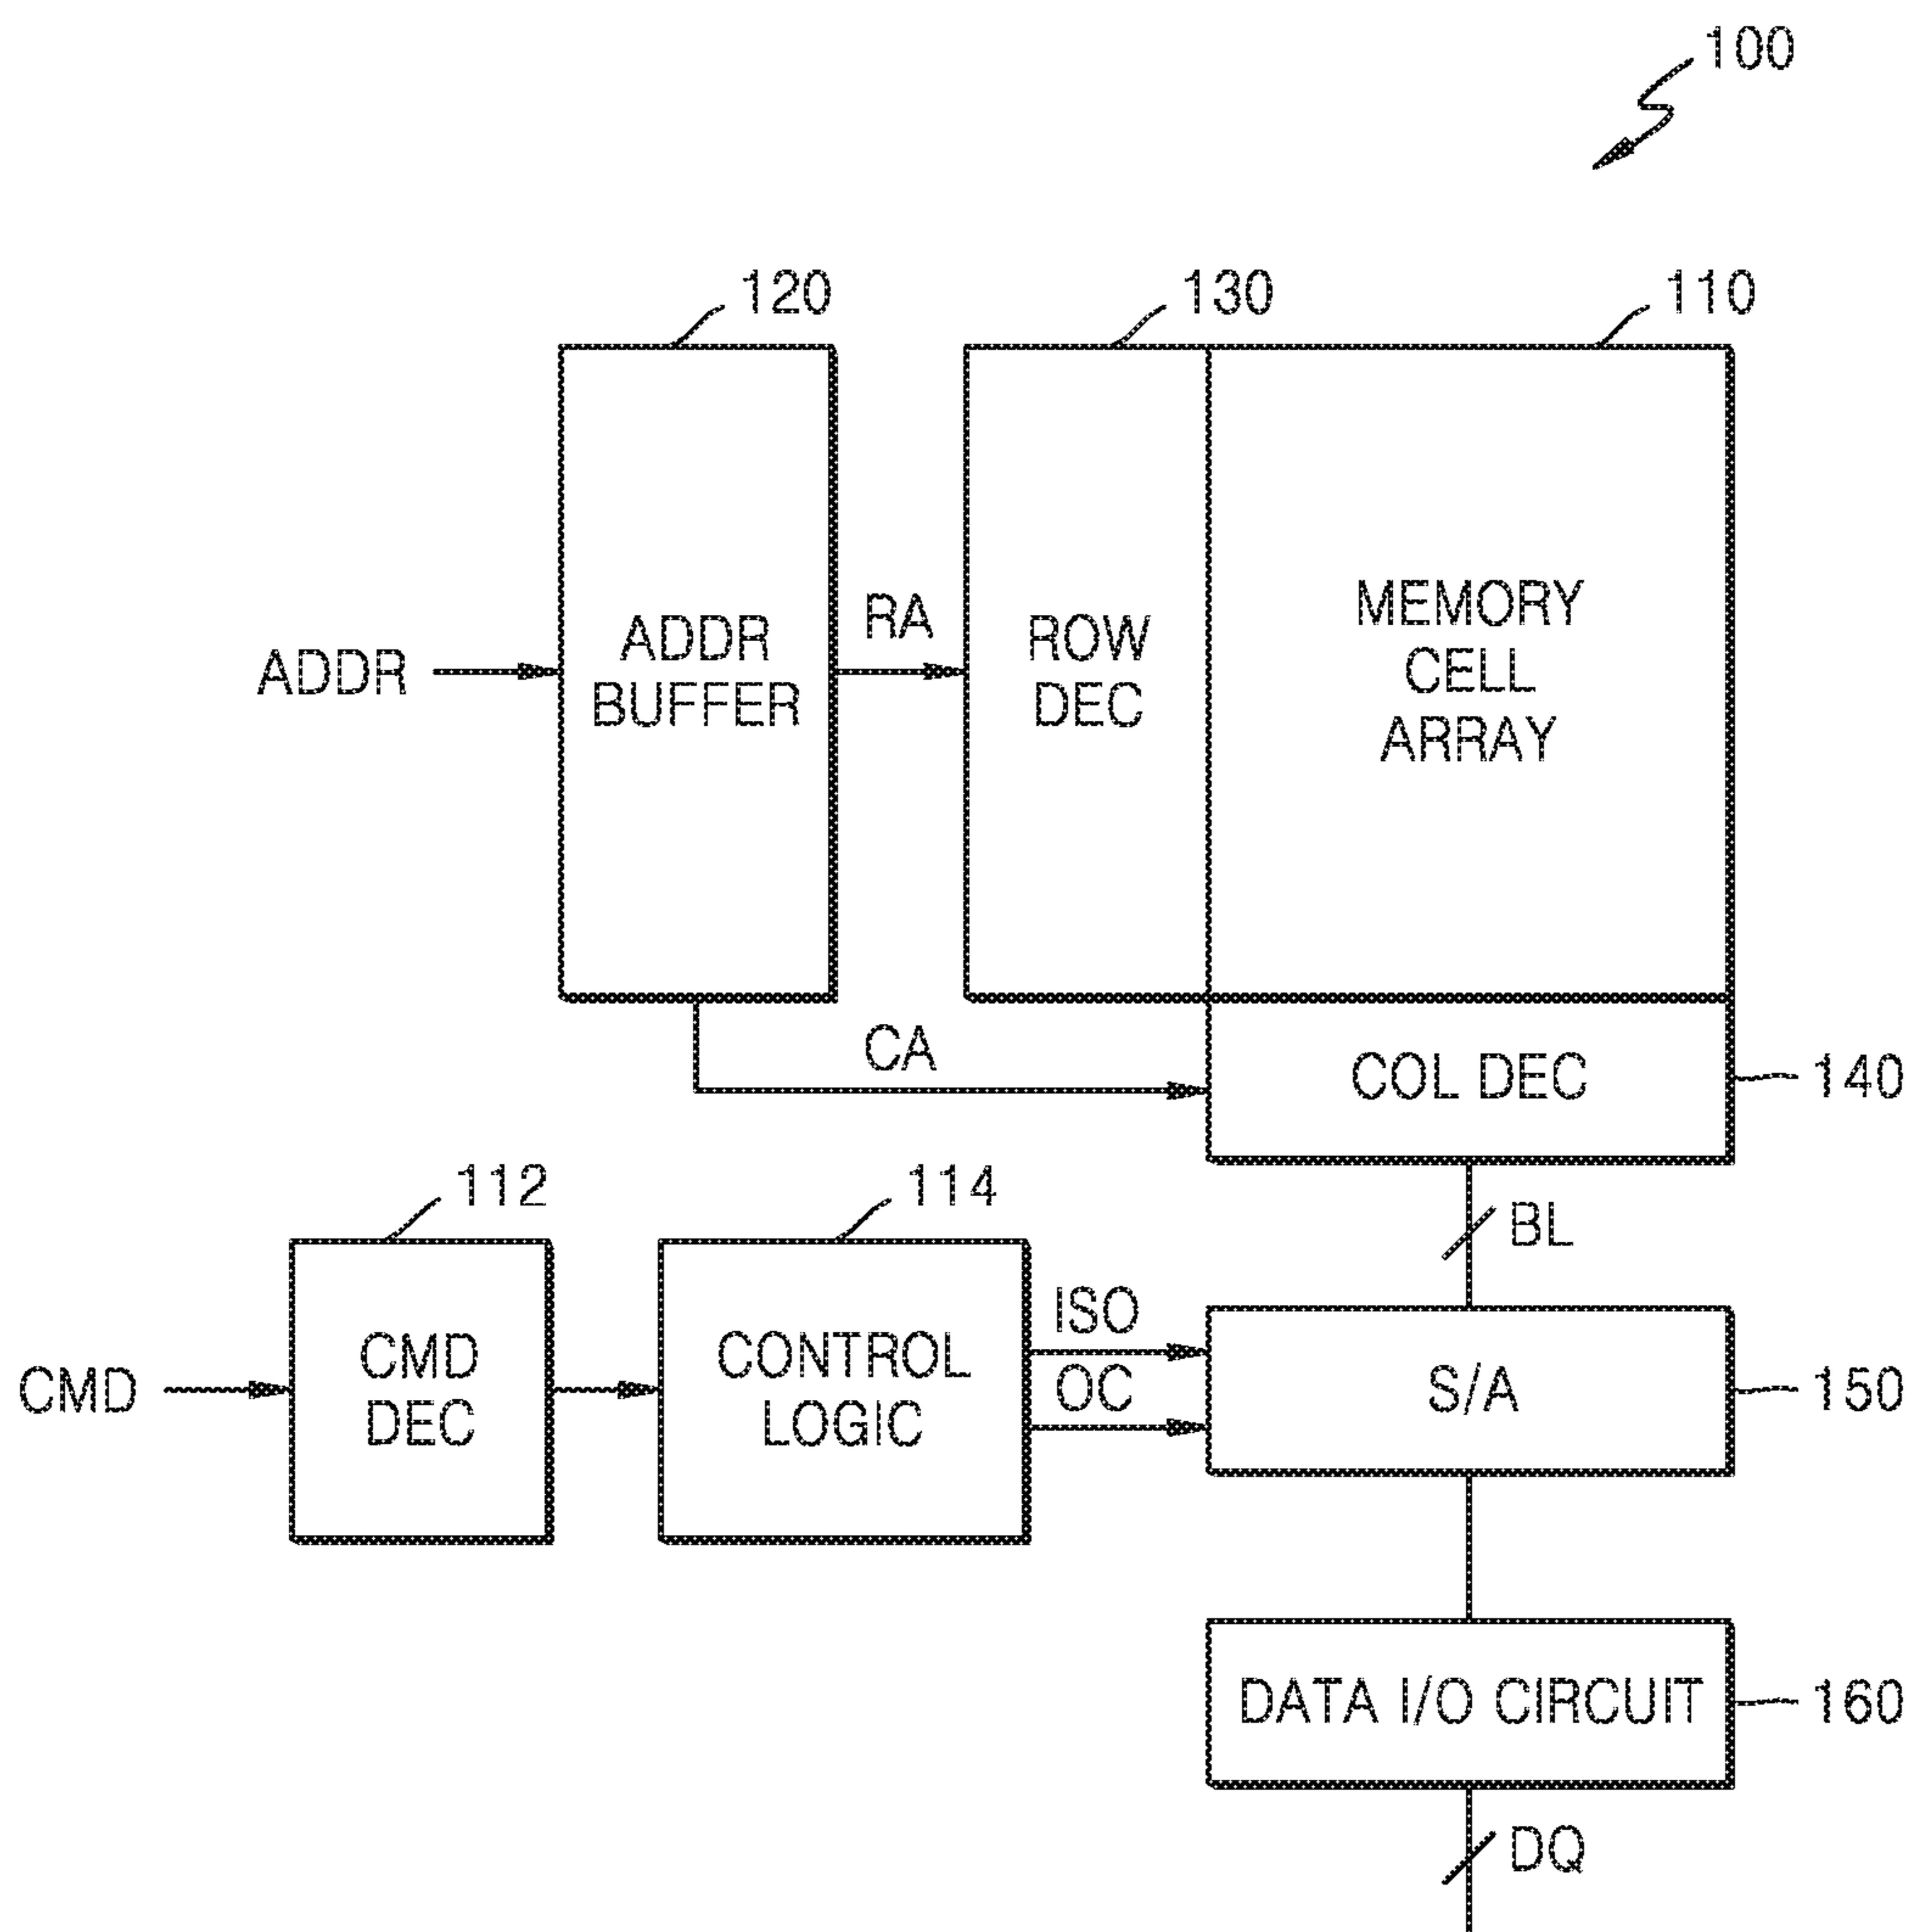 100
120
130
110
ADDR
ADDR
BUFFER
RA
ROW
DEC
MEMORY
CELL
ARRAY
CA
COL DEC
140
112
114
BL
CMD
CMD
DEC
CONTROL
LOGIC
ISO
OC
S/A
150
DATA I/O CIRCUIT
160
DQ